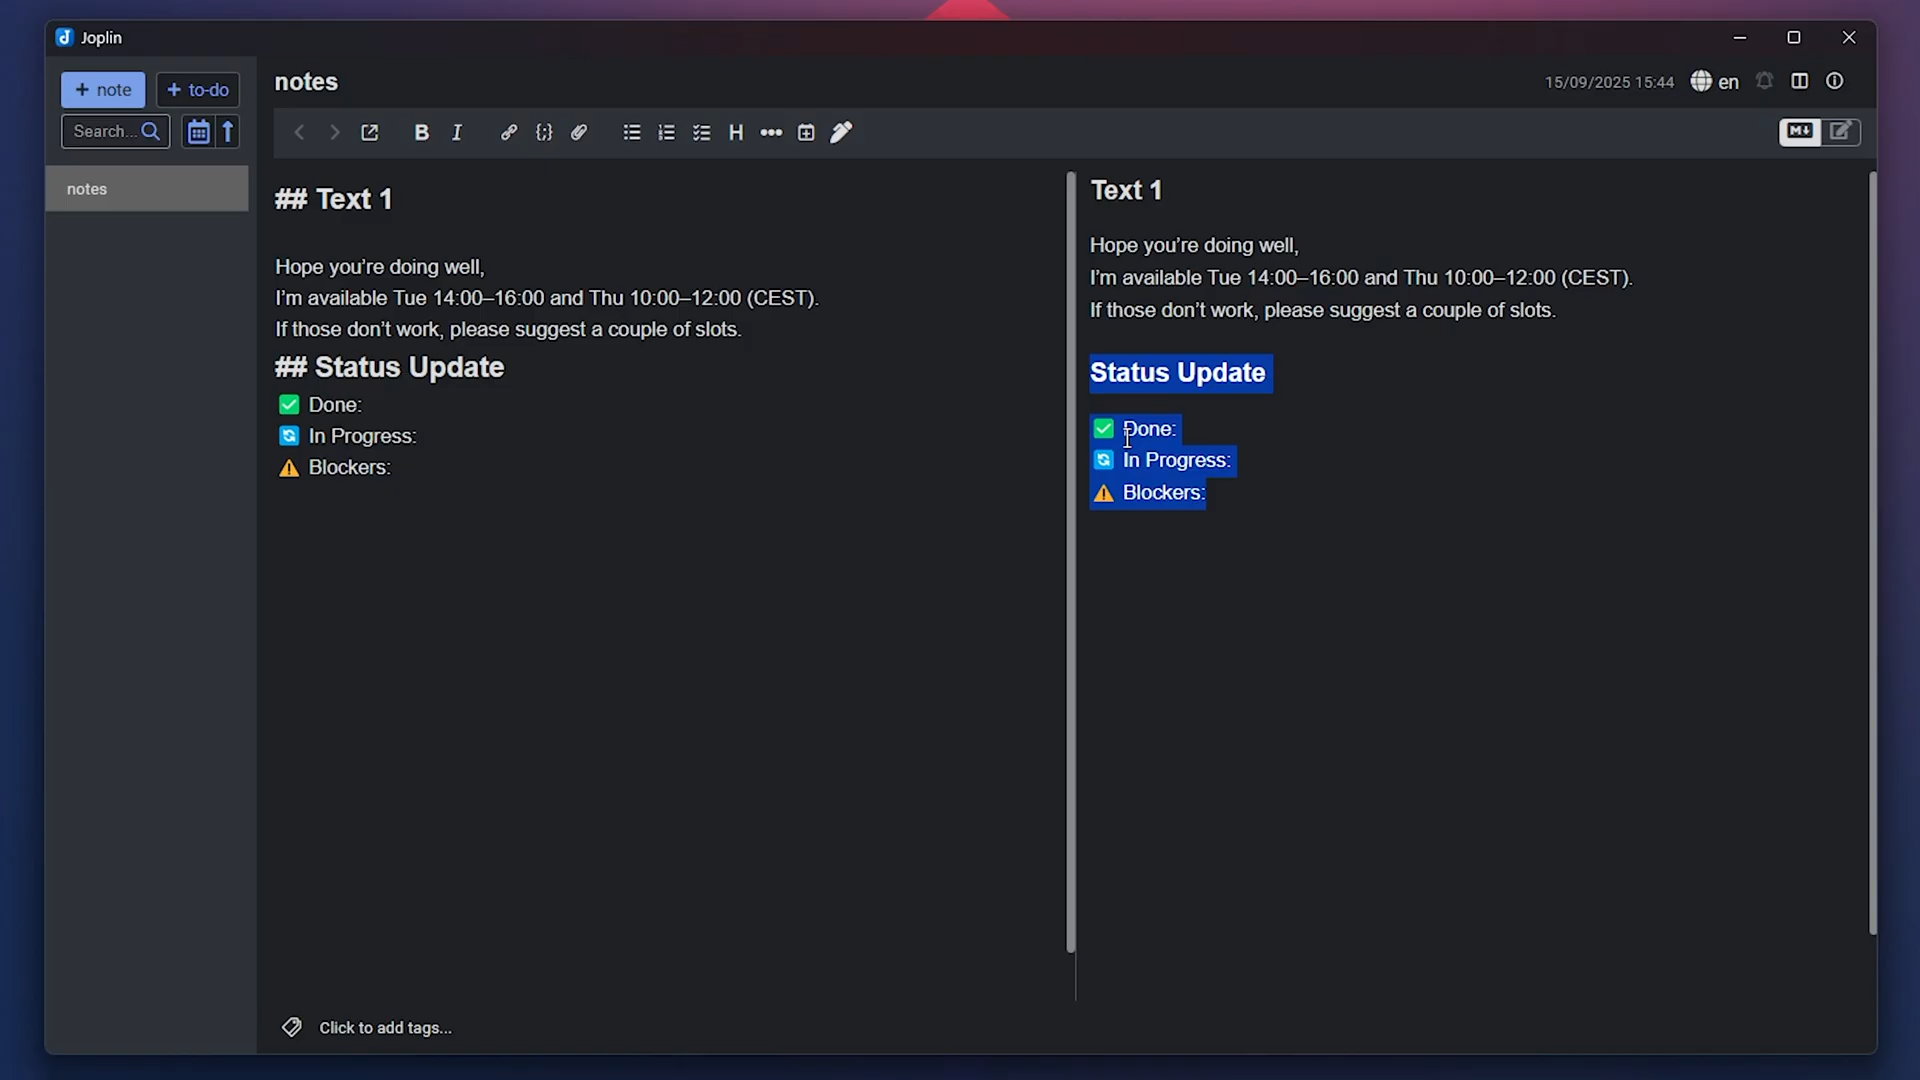 Joplin
+ note
+ to-do
Search...
notes
notes
15/09/2025 15:44
en
B I H M↓
## Text 1
Hope you’re doing well,
I’m available Tue 14:00–16:00 and Thu 10:00–12:00 (CEST).
If those don’t work, please suggest a couple of slots.
## Status Update
✅ Done:
🔄 In Progress:
⚠️ Blockers:
Text 1
Hope you’re doing well,
I’m available Tue 14:00–16:00 and Thu 10:00–12:00 (CEST).
If those don’t work, please suggest a couple of slots.
Status Update
✅ Done:
🔄 In Progress:
⚠️ Blockers:
Click to add tags...